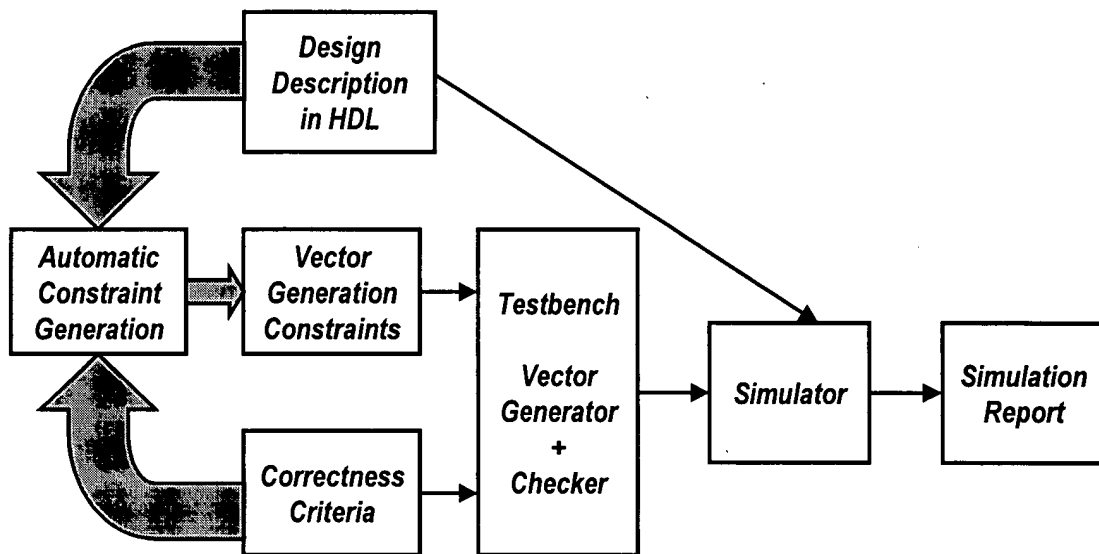 Design
Description
in HDL
Automatic
Constraint
Generation
Vector
Generation
Constraints
Testbench
Vector
Generator
+
Checker
Simulator
Simulation
Report
Correctness
Criteria